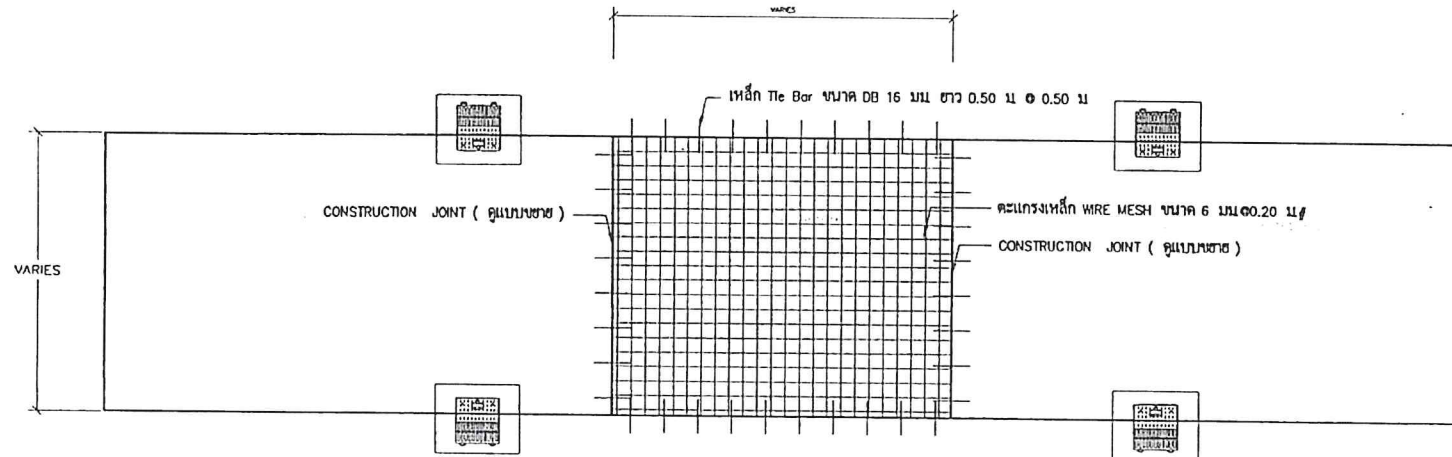 VARIES
เหล็ก Tie Bar ขนาด DB 16 มม ยาว 0.50 ม @ 0.50 ม
CONSTRUCTION JOINT ( ดูแบบขยาย )
ตะแกรงเหล็ก WIRE MESH ขนาด 6 มม@0.20 ม#
CONSTRUCTION JOINT ( ดูแบบขยาย )
VARIES